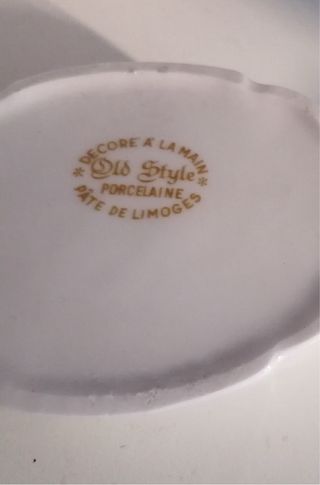 DECORE A LA MAIN
* Old Style *
PORCELAINE
PÂTE DE LIMOGES